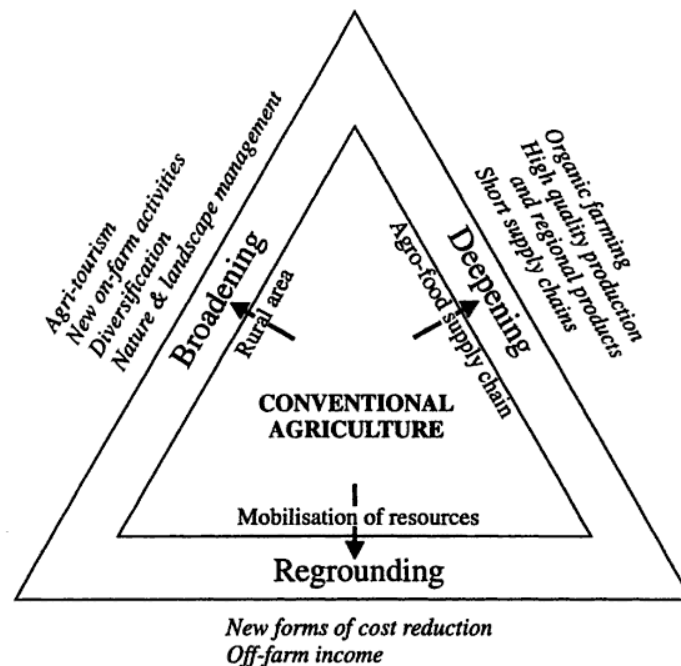 Agri-tourism
New on-farm activities
Diversification
Nature & landscape management
Broadening
Rural area
Organic farming
High quality production
and regional products
Short supply chains
Deepening
Agro-food supply chain
CONVENTIONAL
AGRICULTURE
Mobilisation of resources
Regrounding
New forms of cost reduction
Off-farm income